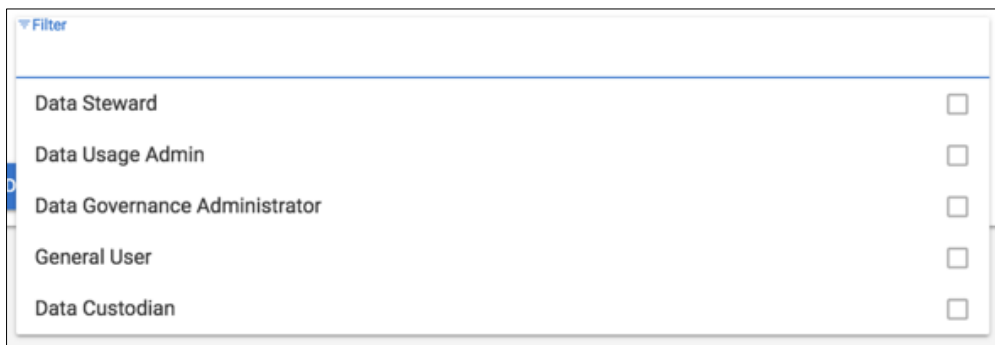 Filter
Data Steward
Data Usage Admin
Data Governance Administrator
General User
Data Custodian